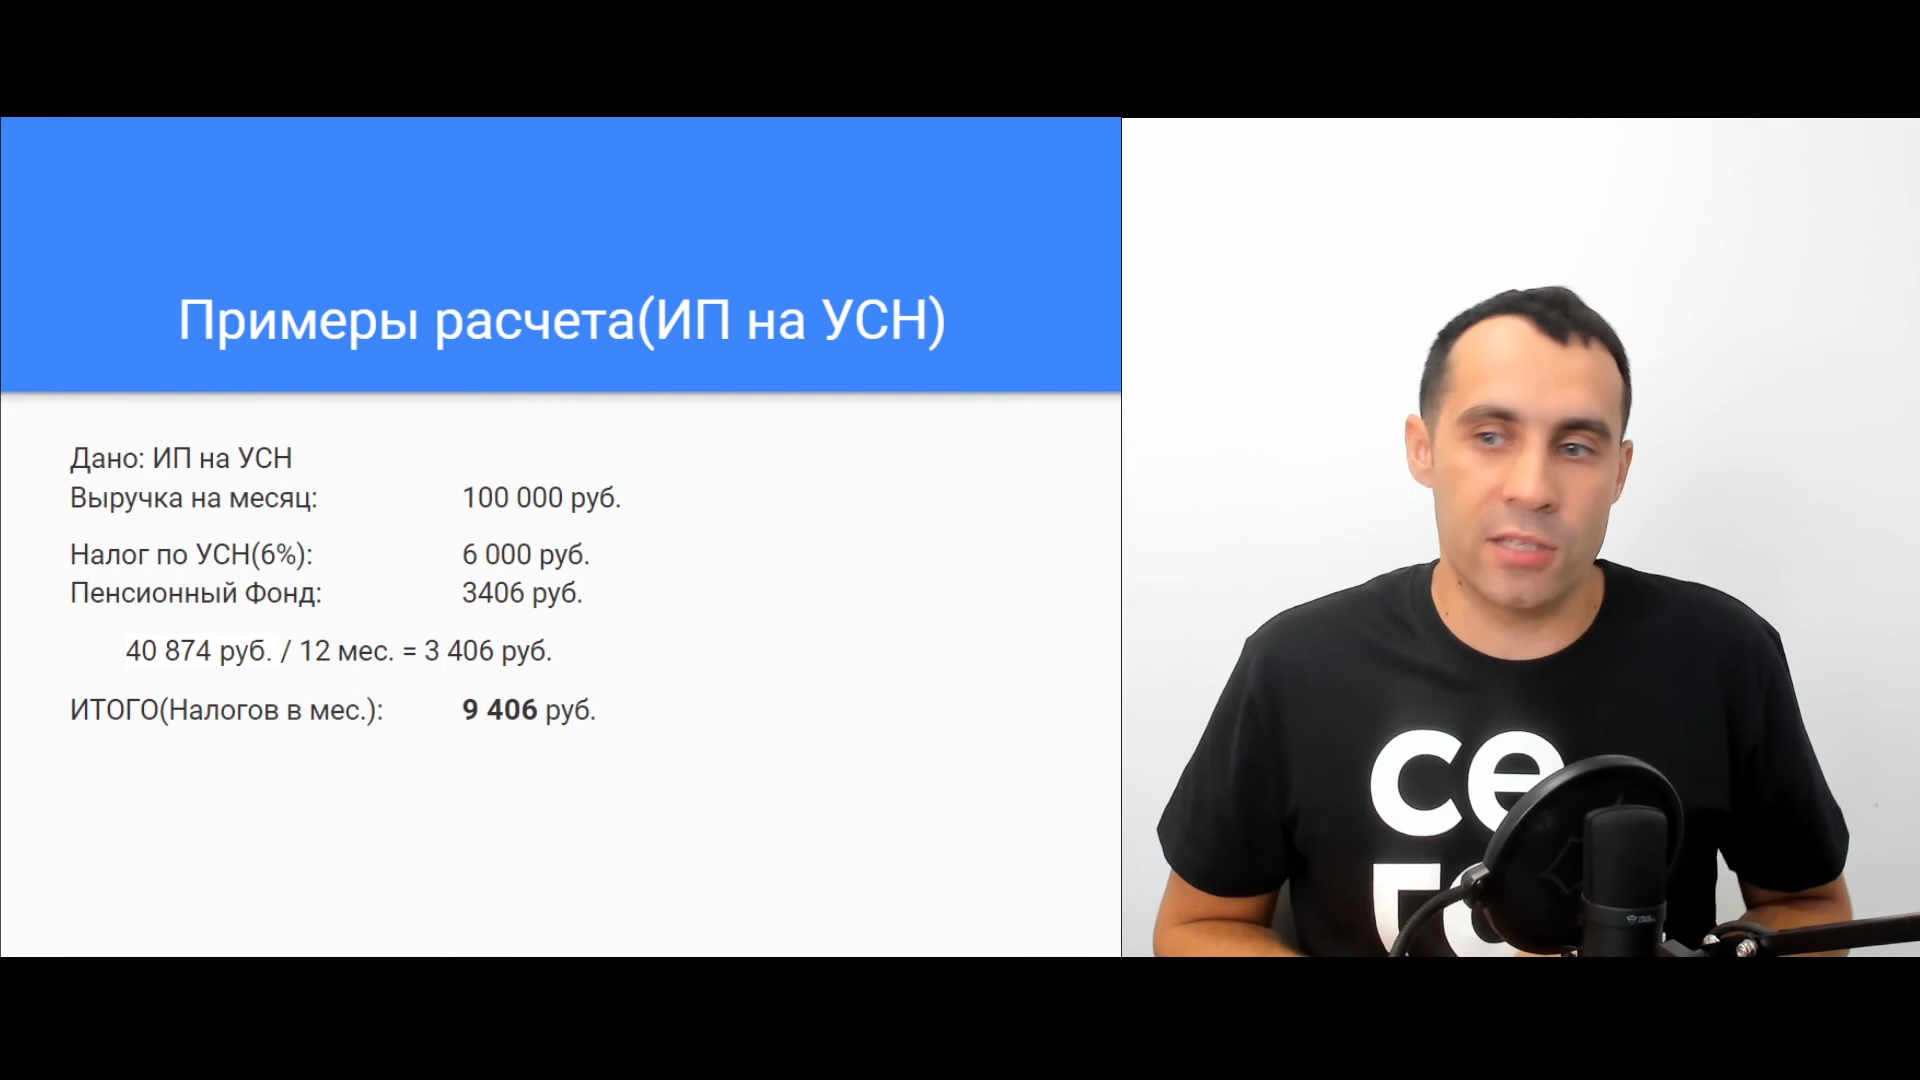 Примеры расчета(ИП на УСН)
Дано: ИП на УСН
Выручка на месяц: 100 000 руб.
Налог по УСН(6%): 6 000 руб.
Пенсионный Фонд: 3406 руб.
40 874 руб. / 12 мес. = 3 406 руб.
ИТОГО(Налогов в мес.): 9 406 руб.
се